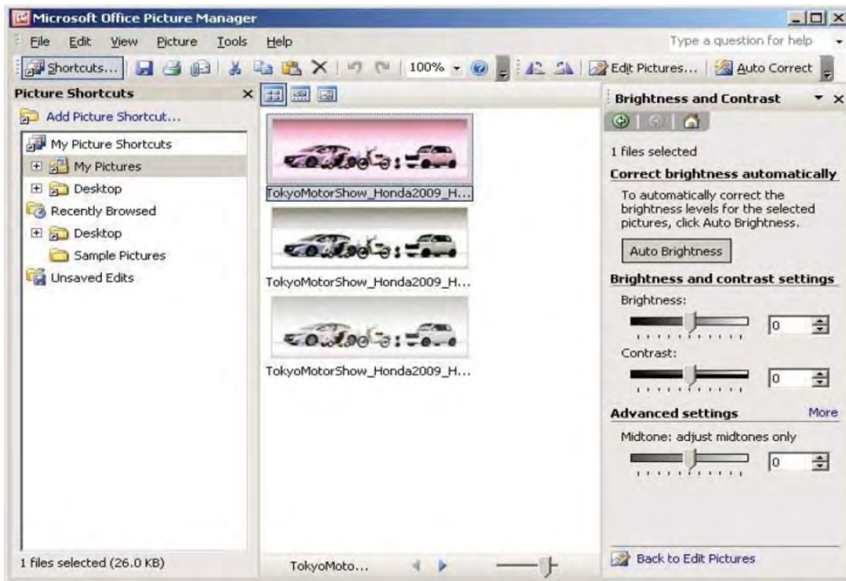 Microsoft Office Picture Manager
File Edit View Picture Tools Help
Type a question for help
Shortcuts... 100% Edit Pictures... Auto Correct
Picture Shortcuts
Add Picture Shortcut...
My Picture Shortcuts
My Pictures
Desktop
Recently Browsed
Desktop
Sample Pictures
Unsaved Edits
1 files selected (26.0 KB)
TokyoMotorShow_Honda2009_H...
TokyoMotorShow_Honda2009_H...
TokyoMotorShow_Honda2009_H...
TokyoMoto...
Brightness and Contrast
1 files selected
Correct brightness automatically
To automatically correct the
brightness levels for the selected
pictures, click Auto Brightness.
Auto Brightness
Brightness and contrast settings
Brightness:
0
Contrast:
0
Advanced settings More
Midtone: adjust midtones only
0
Back to Edit Pictures